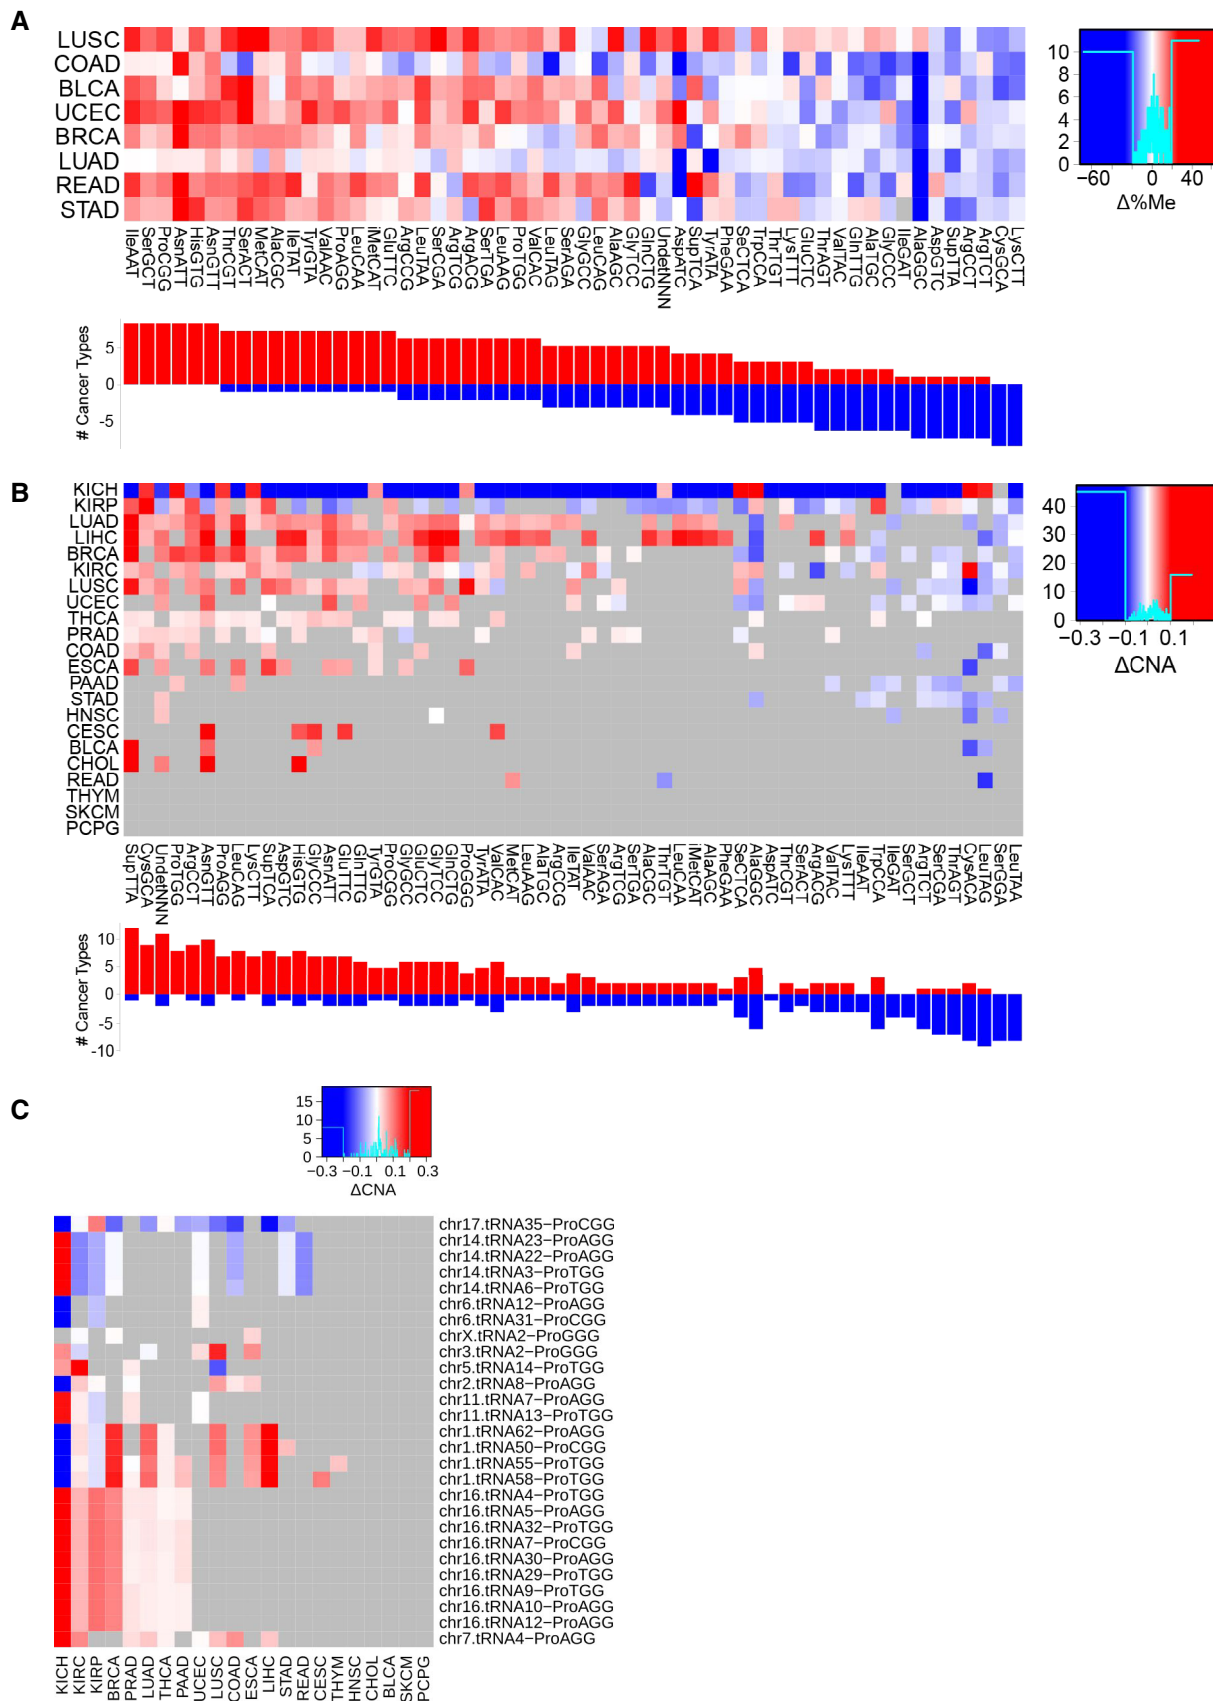 A
LUSC
COAD
BLCA
UCEC
BRCA
LUAD
READ
STAD
10
8
6
4
2
0
−60
0
40
Δ%Me
IleAAT
SerGCT
ProCGG
AsnATT
HisGTG
AsnGTT
ThrCGT
SerACT
MetCAT
AlaCGC
IleTAT
TyrGTA
ValAAC
ProAGG
LeuCAA
iMetCAT
GluTTC
ArgCCG
LeuTAA
SerCGA
ArgTCG
ArgACG
SerTGA
LeuAAG
ProTGG
ValCAC
LeuTAG
SerAGA
GlyGCC
LeuCAG
AlaAGC
GlyTCC
GlnCTG
UndetNNN
AspATC
SupTCA
TyrATA
PheGAA
SeCTCA
TrpCCA
ThrTGT
LysTTT
GluCTC
ThrAGT
ValTAC
GlnTTG
AlaTGC
GlyCCC
IleGAT
AlaGGC
AspGTC
SupTTA
ArgCCT
ArgTCT
CysGCA
LysCTT
# Cancer Types
5
0
-5
B
KICH
KIRP
LUAD
LIHC
BRCA
KIRC
LUSC
UCEC
THCA
PRAD
COAD
ESCA
PAAD
STAD
HNSC
CESC
BLCA
CHOL
READ
THYM
SKCM
PCPG
40
30
20
10
0
−0.3
−0.1
0.1
ΔCNA
SupTTA
CysGCA
UndetNNN
ProTGG
ArgCCT
AsnGTT
ProAGG
LeuCAG
LysCTT
SupTCA
AspGTC
HisGTG
GlyCCC
AsnATT
GluTTC
GlnTTG
TyrGTA
ProCGG
GlyGCC
GluCTC
GlyTCC
GlnCTG
ProGGG
TyrATA
ValCAC
MetCAT
LeuAAG
AlaTGC
ArgCCG
IleTAT
ValAAC
SerAGA
ArgTCG
SerTGA
AlaCGC
ThrTGT
LeuCAA
iMetCAT
AlaAGC
PheGAA
SeCTCA
AlaGGC
AspATC
ThrCGT
SerACT
ArgACG
ValTAC
LysTTT
IleAAT
TrpCCA
IleGAT
SerGCT
ArgTCT
SerCGA
ThrAGT
CysACA
LeuTAG
SerGGA
LeuTAA
# Cancer Types
10
5
0
-5
-10
C
15
10
5
0
−0.3
−0.1
0.1
0.3
ΔCNA
chr17.tRNA35−ProCGG
chr14.tRNA23−ProAGG
chr14.tRNA22−ProAGG
chr14.tRNA3−ProTGG
chr14.tRNA6−ProTGG
chr6.tRNA12−ProAGG
chr6.tRNA31−ProCGG
chrX.tRNA2−ProGGG
chr3.tRNA2−ProGGG
chr5.tRNA14−ProTGG
chr2.tRNA8−ProAGG
chr11.tRNA7−ProAGG
chr11.tRNA13−ProTGG
chr1.tRNA62−ProAGG
chr1.tRNA50−ProCGG
chr1.tRNA55−ProTGG
chr1.tRNA58−ProTGG
chr16.tRNA4−ProTGG
chr16.tRNA5−ProAGG
chr16.tRNA32−ProTGG
chr16.tRNA7−ProCGG
chr16.tRNA30−ProAGG
chr16.tRNA29−ProTGG
chr16.tRNA9−ProTGG
chr16.tRNA10−ProAGG
chr16.tRNA12−ProAGG
chr7.tRNA4−ProAGG
KICH
KIRC
KIRP
BRCA
PRAD
LUAD
THCA
PAAD
UCEC
LUSC
COAD
ESCA
LIHC
STAD
READ
CESC
THYM
HNSC
CHOL
BLCA
SKCM
PCPG